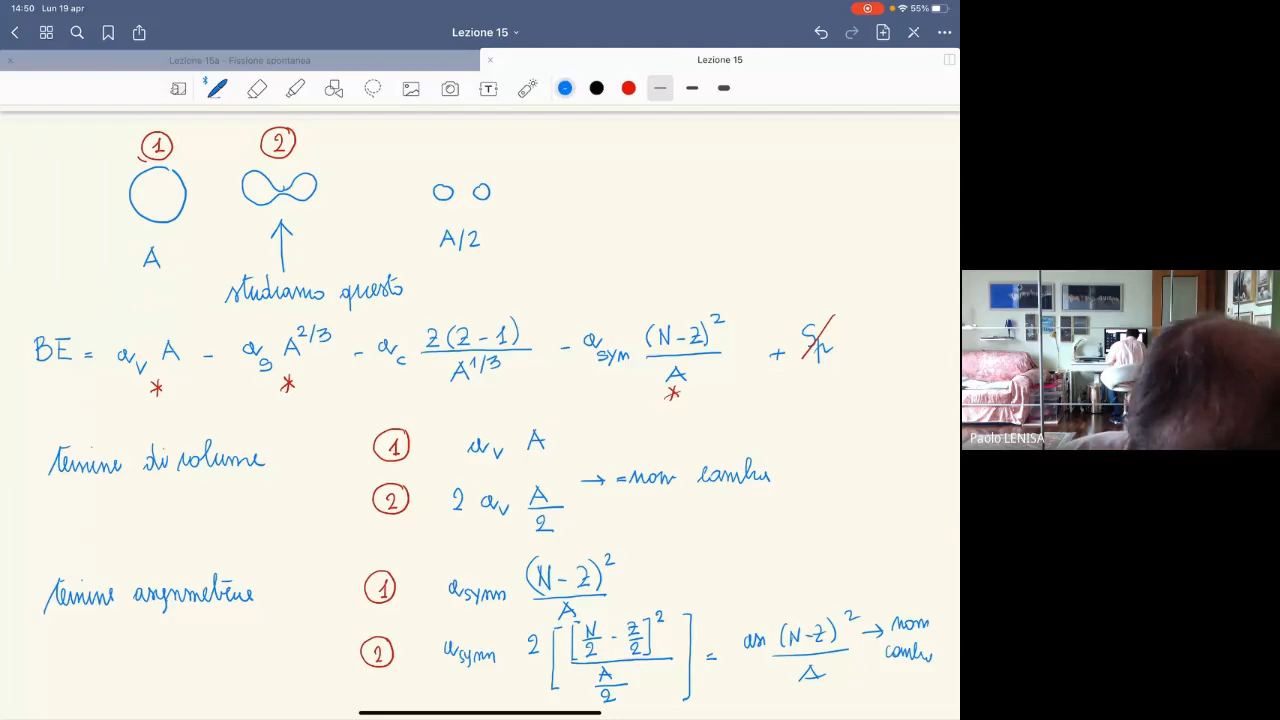 14:50 Lun 19 apr
55%
Lezione 15
Lezione 15a - Fissione spontanea
Lezione 15
1 2
A
A/2
studiamo questo
BE = a_v A - a_s A^2/3 - a_c Z(Z-1)/A^1/3 - a_sym (N-Z)^2/A + δp
* * *
termine di volume 1 a_v A
2 2 a_v A/2 → = non cambia
termine asymmetrie 1 a_symm (N-Z)^2/A
2 a_symm 2 [[N/2 - Z/2]^2 / A/2] = as (N-Z)^2/A → non cambia
Paolo LENISA